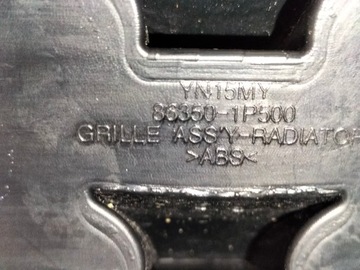 YN15MY
86350-1P500
GRILLE ASS'Y-RADIATOR
>ABS<